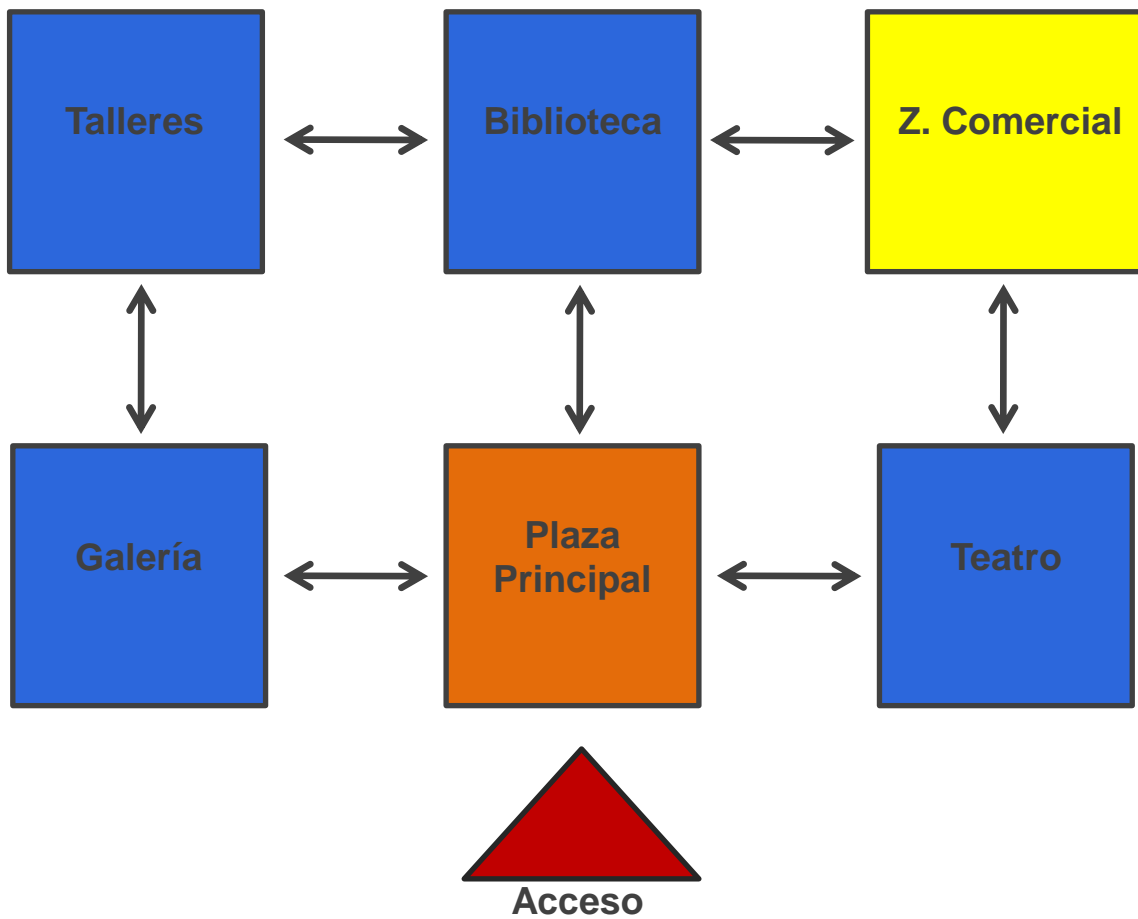 Talleres
Biblioteca
Z. Comercial
Galería
Plaza
Principal
Teatro
Acceso